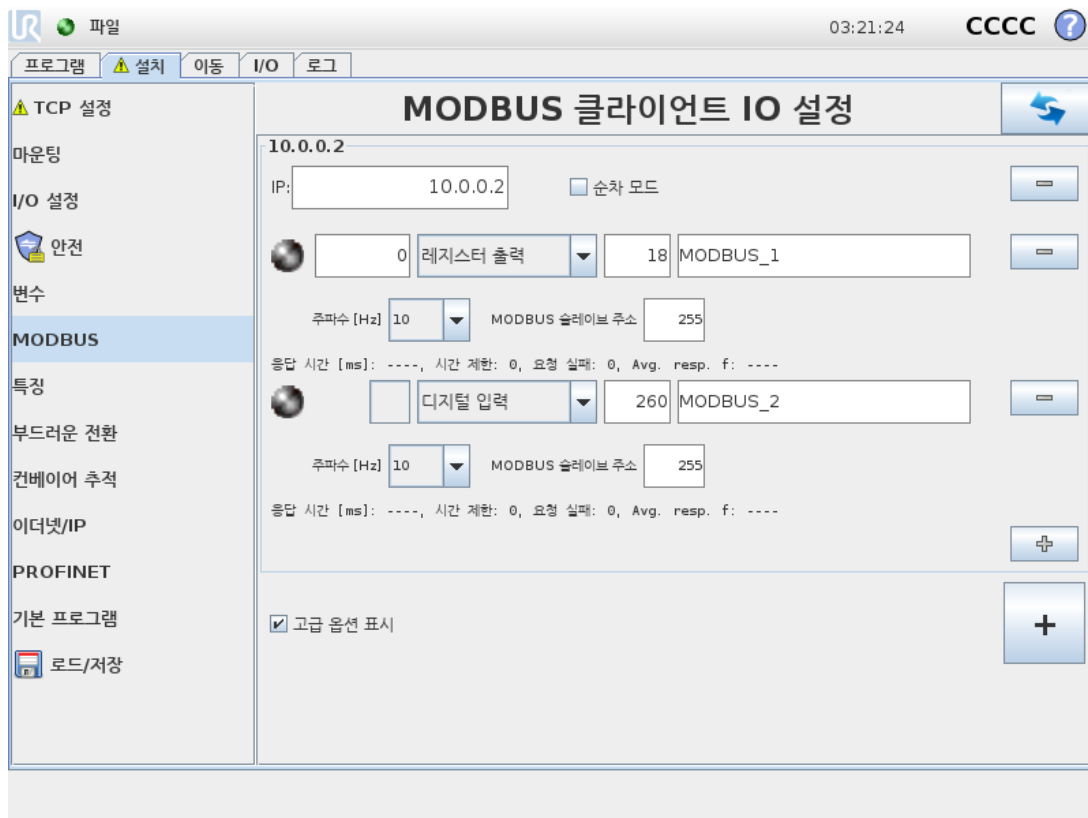 UR 파일 03:21:24 CCCC ?
프로그램 설치 이동 I/O 로그
TCP 설정
마운팅
I/O 설정
안전
변수
MODBUS
특징
부드러운 전환
컨베이어 추적
이더넷/IP
PROFINET
기본 프로그램
로드/저장
MODBUS 클라이언트 IO 설정
10.0.0.2
IP: 10.0.0.2 순차 모드
0 레지스터 출력 18 MODBUS_1
주파수 [Hz] 10 MODBUS 슬레이브 주소 255
응답 시간 [ms]: ----, 시간 제한: 0, 요청 실패: 0, Avg. resp. f: ----
디지털 입력 260 MODBUS_2
주파수 [Hz] 10 MODBUS 슬레이브 주소 255
응답 시간 [ms]: ----, 시간 제한: 0, 요청 실패: 0, Avg. resp. f: ----
고급 옵션 표시